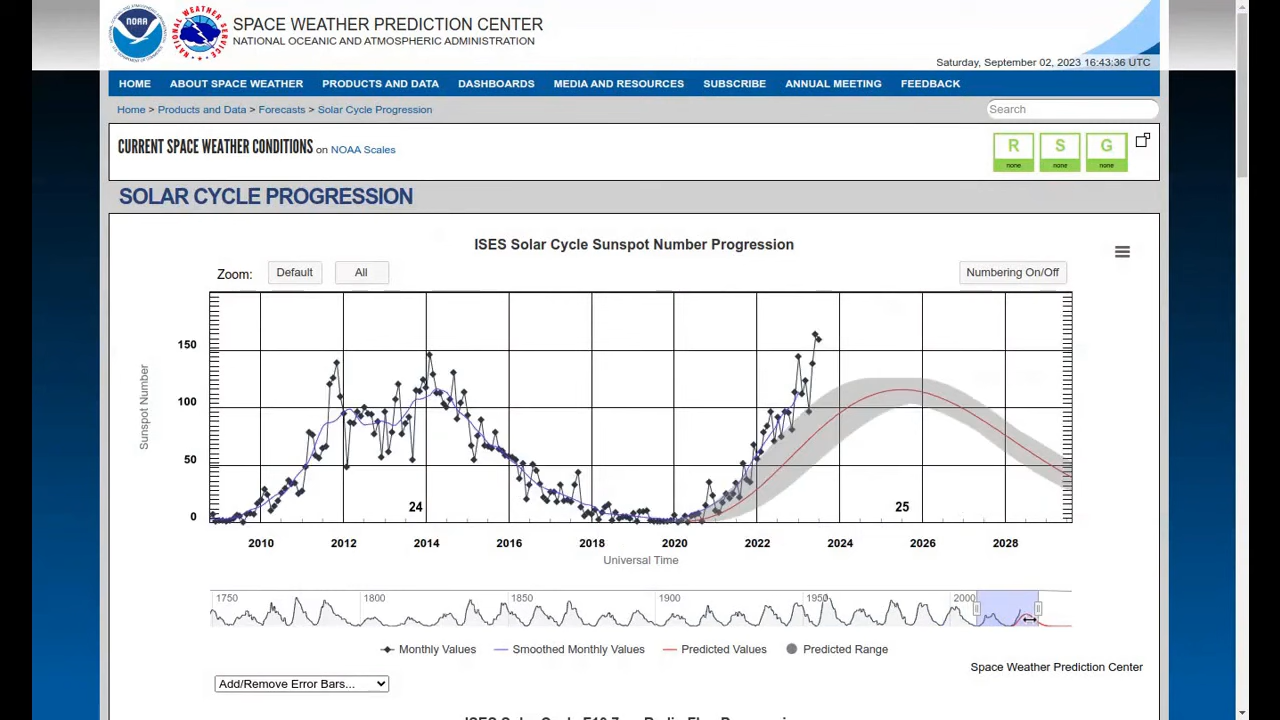 NOAA
SPACE WEATHER PREDICTION CENTER
NATIONAL OCEANIC AND ATMOSPHERIC ADMINISTRATION
Saturday, September 02, 2023 16:43:36 UTC
HOME ABOUT SPACE WEATHER PRODUCTS AND DATA DASHBOARDS MEDIA AND RESOURCES SUBSCRIBE ANNUAL MEETING FEEDBACK
Home > Products and Data > Forecasts > Solar Cycle Progression
Search
CURRENT SPACE WEATHER CONDITIONS on NOAA Scales
R S G
none none none
SOLAR CYCLE PROGRESSION
ISES Solar Cycle Sunspot Number Progression
Zoom: Default All Numbering On/Off
Sunspot Number
150
100
50
0
24 25
2010 2012 2014 2016 2018 2020 2022 2024 2026 2028
Universal Time
1750 1800 1850 1900 1950 2000
Monthly Values Smoothed Monthly Values Predicted Values Predicted Range
Space Weather Prediction Center
Add/Remove Error Bars...